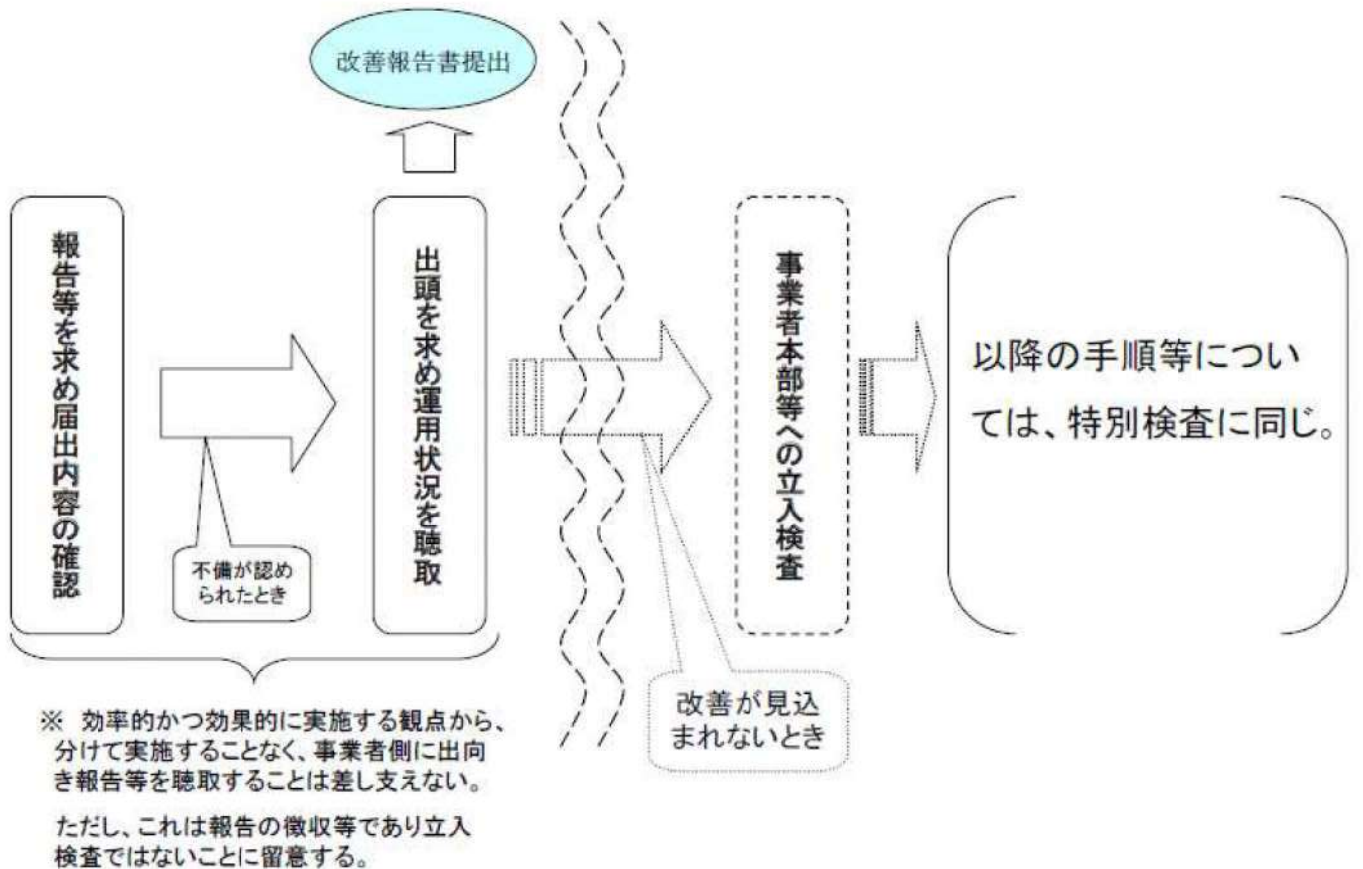 改善報告書提出
報告等を求め届出内容の確認
不備が認め
られたとき
出頭を求め運用状況を聴取
事業者本部等への立入検査
改善が見込
まれないとき
以降の手順等につい
ては、特別検査に同じ。
※ 効率的かつ効果的に実施する観点から、
分けて実施することなく、事業者側に出向
き報告等を聴取することは差し支えない。
ただし、これは報告の徴収等であり立入
検査ではないことに留意する。